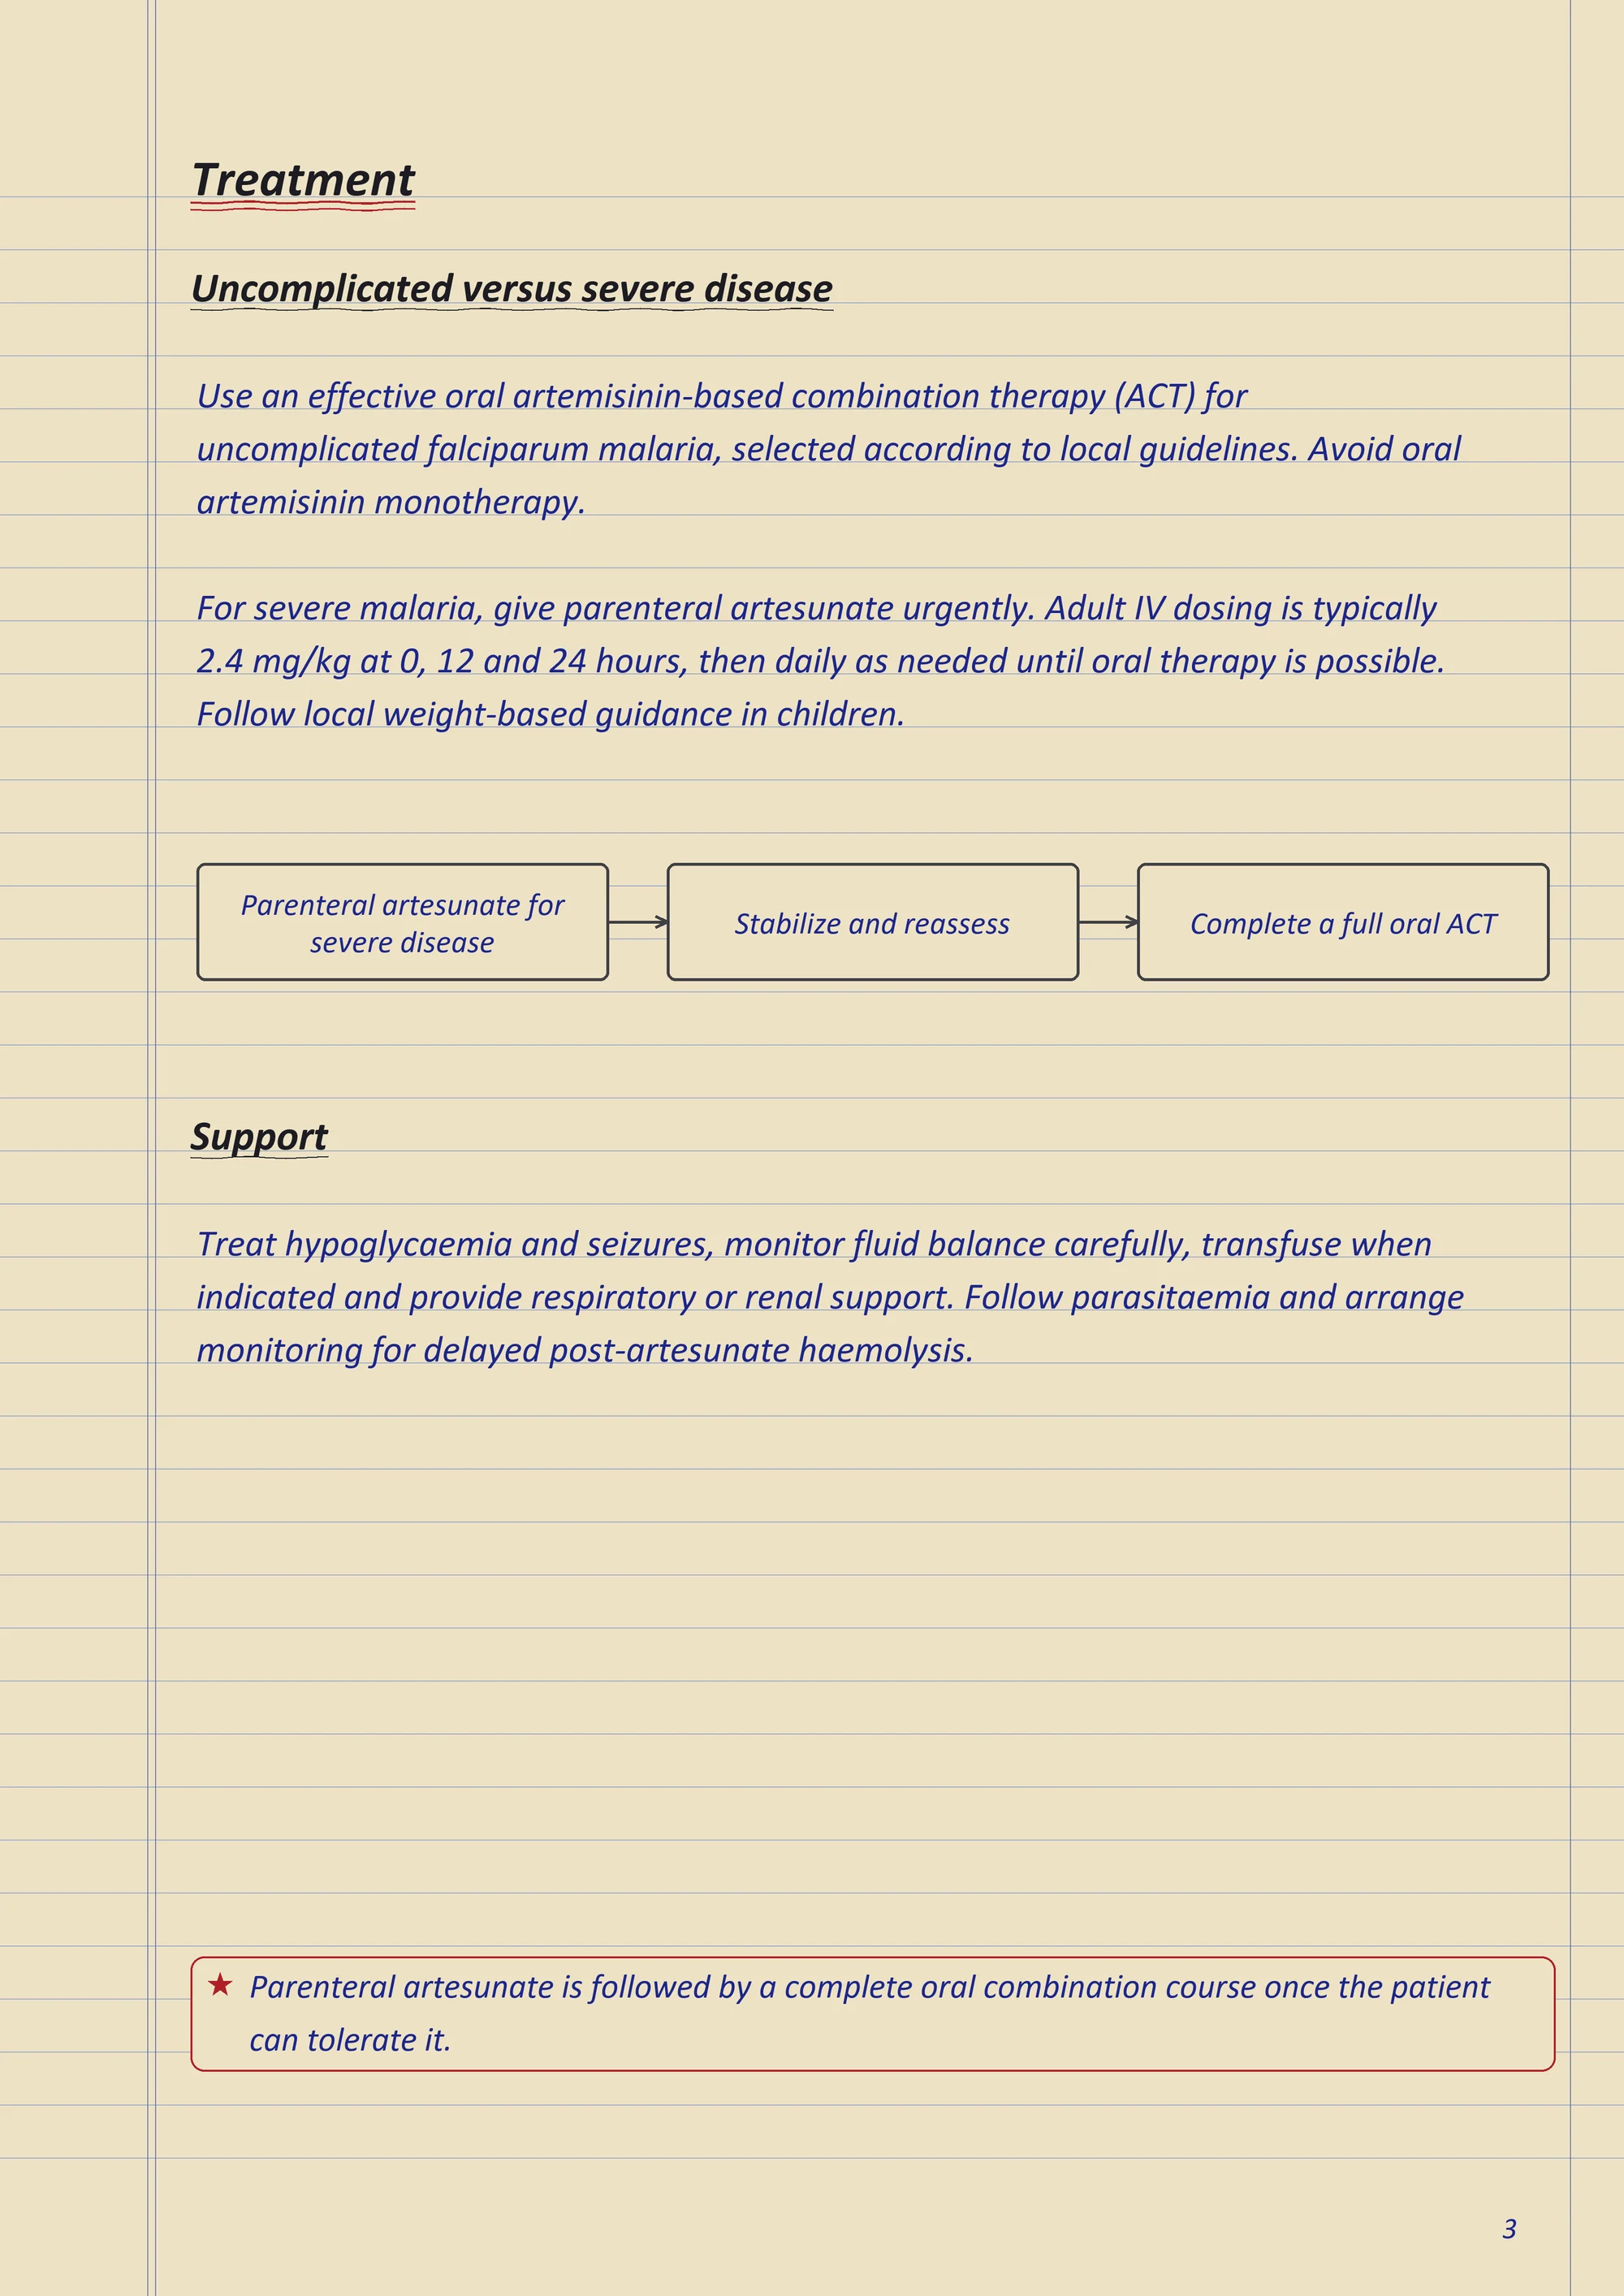 Treatment
Uncomplicated versus severe disease
Use an effective oral artemisinin-based combination therapy (ACT) for
uncomplicated falciparum malaria, selected according to local guidelines. Avoid oral
artemisinin monotherapy.
For severe malaria, give parenteral artesunate urgently. Adult IV dosing is typically
2.4 mg/kg at 0, 12 and 24 hours, then daily as needed until oral therapy is possible.
Follow local weight-based guidance in children.
Parenteral artesunate for
severe disease
Stabilize and reassess
Complete a full oral ACT
Support
Treat hypoglycaemia and seizures, monitor fluid balance carefully, transfuse when
indicated and provide respiratory or renal support. Follow parasitaemia and arrange
monitoring for delayed post-artesunate haemolysis.
★ Parenteral artesunate is followed by a complete oral combination course once the patient
can tolerate it.
3